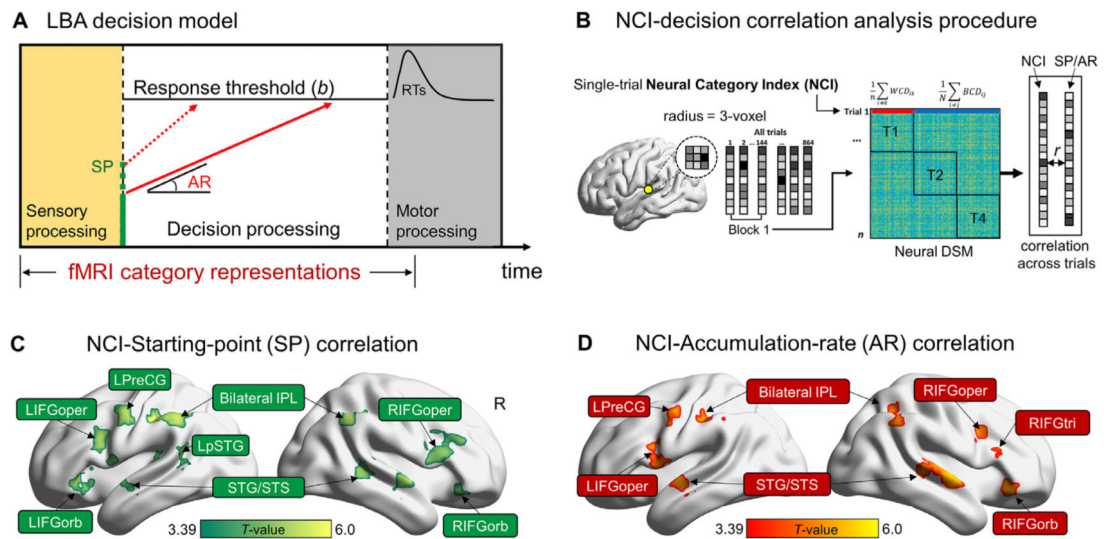 A LBA decision model
Response threshold (b)
RTs
SP
AR
Sensory
processing
Decision processing
Motor
processing
fMRI category representations
time
B NCI-decision correlation analysis procedure
Single-trial Neural Category Index (NCI)
radius = 3-voxel
All trials
1 2 ... 144 ... 864
Block 1
Trial 1
...
n
T1
T2
T4
Neural DSM
NCI SP/AR
r
correlation
across trials
C NCI-Starting-point (SP) correlation
LPreCG
LIFGoper
Bilateral IPL
RIFGoper
R
LpSTG
STG/STS
LIFGorb
RIFGorb
3.39 T-value 6.0
D NCI-Accumulation-rate (AR) correlation
LPreCG
Bilateral IPL
RIFGoper
RIFGtri
LIFGoper
STG/STS
RIFGorb
3.39 T-value 6.0